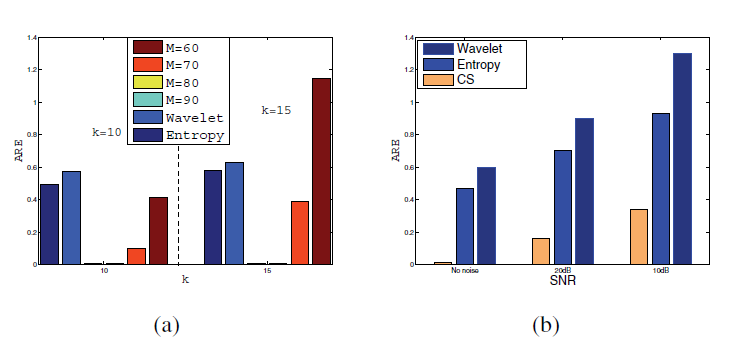 1.4
1.2
1
0.8
0.6
0.4
0.2
0
ARE
M=60
M=70
M=80
M=90
Wavelet
Entropy
k=10
k=15
10
15
k
(a)
1.4
1.2
1
0.8
0.6
0.4
0.2
0
ARE
Wavelet
Entropy
CS
No noise
20dB
10dB
SNR
(b)